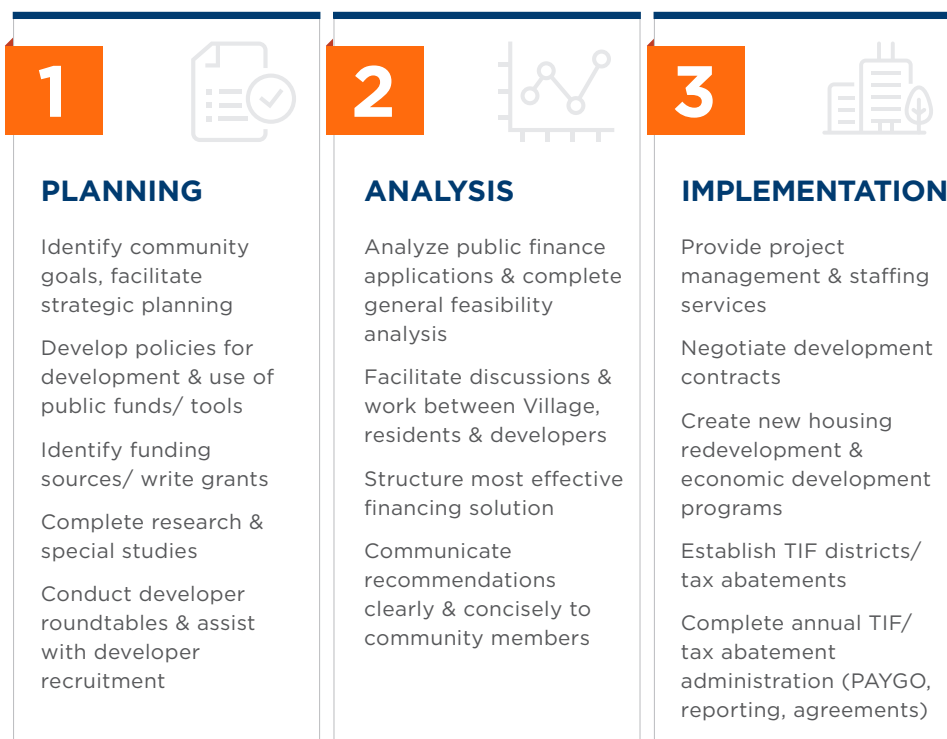 1
PLANNING
Identify community
goals, facilitate
strategic planning
Develop policies for
development & use of
public funds/ tools
Identify funding
sources/ write grants
Complete research &
special studies
Conduct developer
roundtables & assist
with developer
recruitment
2
ANALYSIS
Analyze public finance
applications & complete
general feasibility
analysis
Facilitate discussions &
work between Village,
residents & developers
Structure most effective
financing solution
Communicate
recommendations
clearly & concisely to
community members
3
IMPLEMENTATION
Provide project
management & staffing
services
Negotiate development
contracts
Create new housing
redevelopment &
economic development
programs
Establish TIF districts/
tax abatements
Complete annual TIF/
tax abatement
administration (PAYGO,
reporting, agreements)